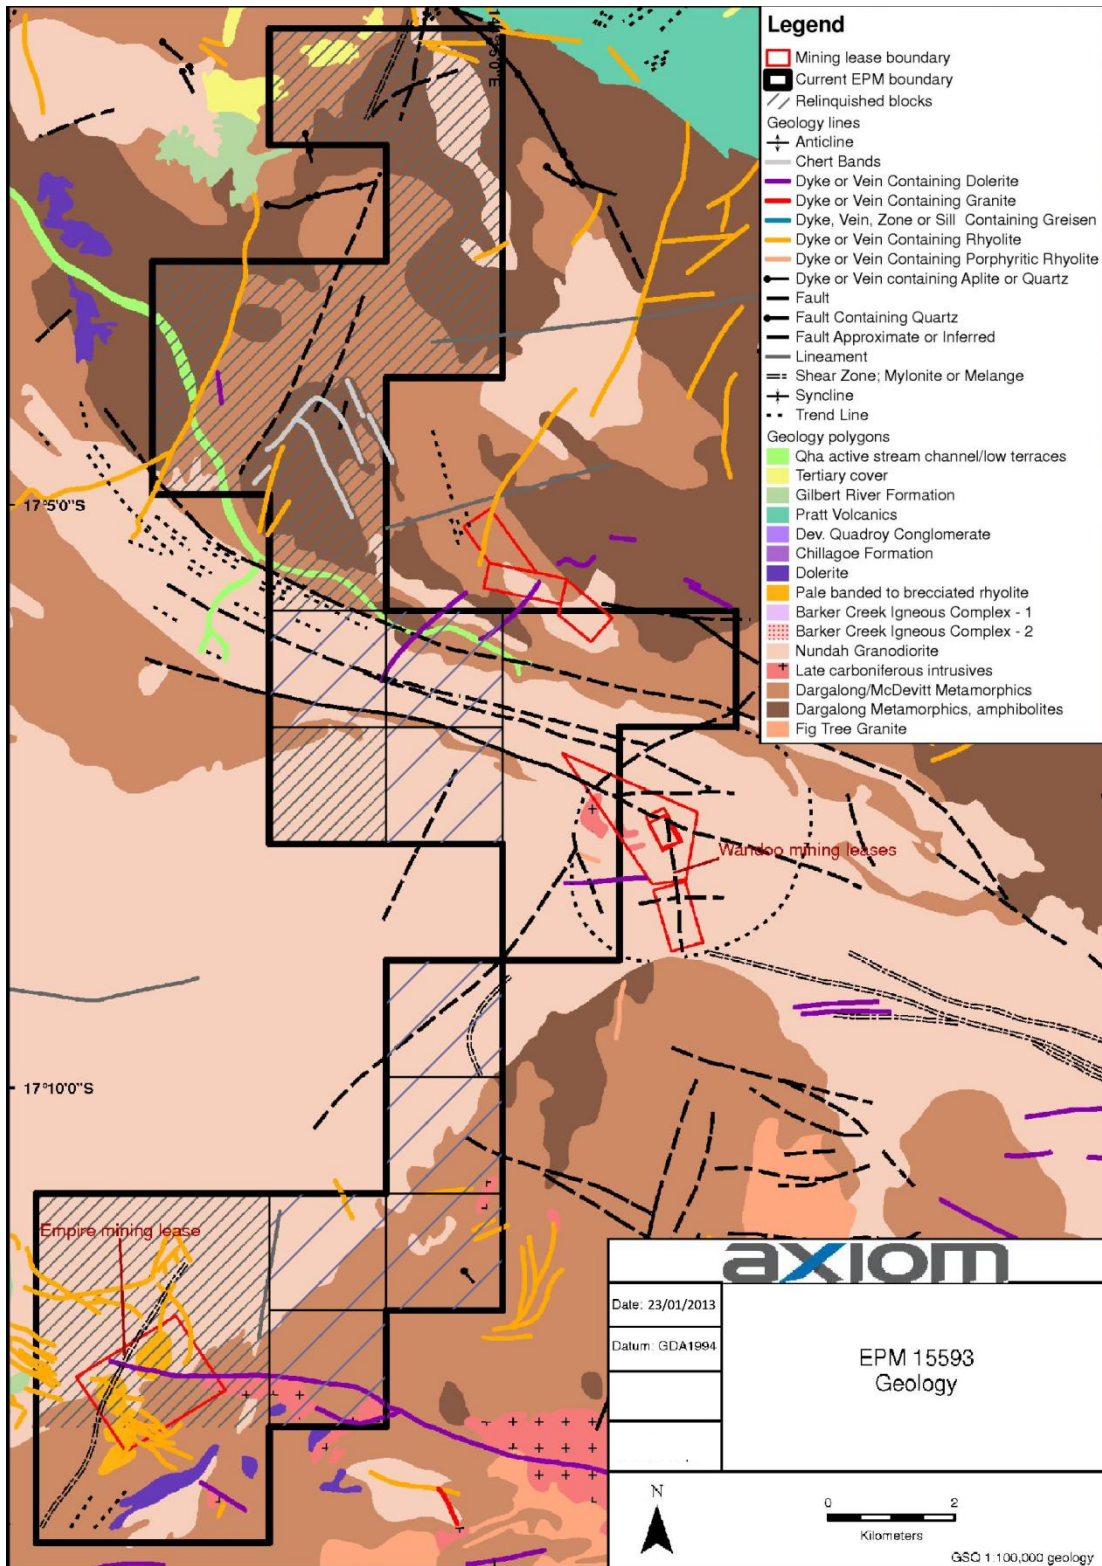 Legend
Mining lease boundary
Current EPM boundary
Relinquished blocks
Geology lines
Anticline
Chert Bands
Dyke or Vein Containing Dolerite
Dyke or Vein Containing Granite
Dyke, Vein, Zone or Sill Containing Greisen
Dyke or Vein Containing Rhyolite
Dyke or Vein Containing Porphyritic Rhyolite
Dyke or Vein containing Aplite or Quartz
Fault
Fault Containing Quartz
Fault Approximate or Inferred
Lineament
Shear Zone; Mylonite or Melange
Syncline
Trend Line
Geology polygons
Qha active stream channel/low terraces
Tertiary cover
Gilbert River Formation
Pratt Volcanics
Dev. Quadroy Conglomerate
Chillagoe Formation
Dolerite
Pale banded to brecciated rhyolite
Barker Creek Igneous Complex - 1
Barker Creek Igneous Complex - 2
Nundah Granodiorite
Late carboniferous intrusives
Dargalong/McDevitt Metamorphics
Dargalong Metamorphics, amphibolites
Fig Tree Granite
17°5'0"S
Wandoo mining leases
17°10'0"S
Empire mining lease
axiom
Date: 23/01/2013
Datum: GDA1994
EPM 15593
Geology
N
0 2
Kilometers
GSQ 1:100,000 geology